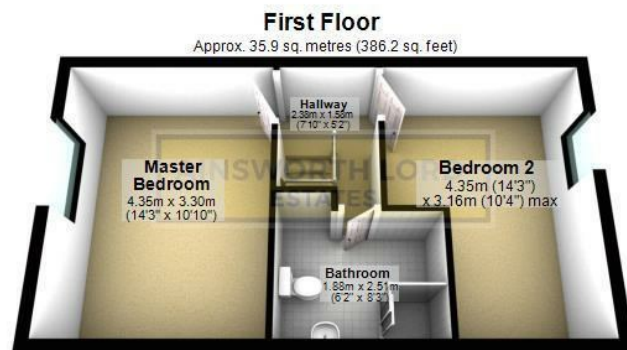 First Floor
Approx. 35.9 sq. metres (386.2 sq. feet)
Hallway
2.38m x 1.58m
(7'10" x 5'2")
Master
Bedroom
4.35m x 3.30m
(14'3" x 10'10")
Bedroom 2
4.35m (14'3")
x 3.16m (10'4") max
ESTATES
Bathroom
1.88m x 2.51m
(6'2" x 8'3")